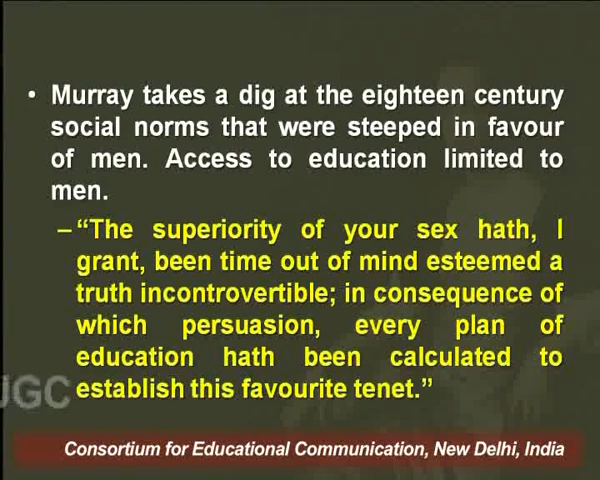 • Murray takes a dig at the eighteen century
social norms that were steeped in favour
of men. Access to education limited to
men.
– “The superiority of your sex hath, I
grant, been time out of mind esteemed a
truth incontrovertible; in consequence of
which persuasion, every plan of
education hath been calculated to
establish this favourite tenet.”
UGC
Consortium for Educational Communication, New Delhi, India